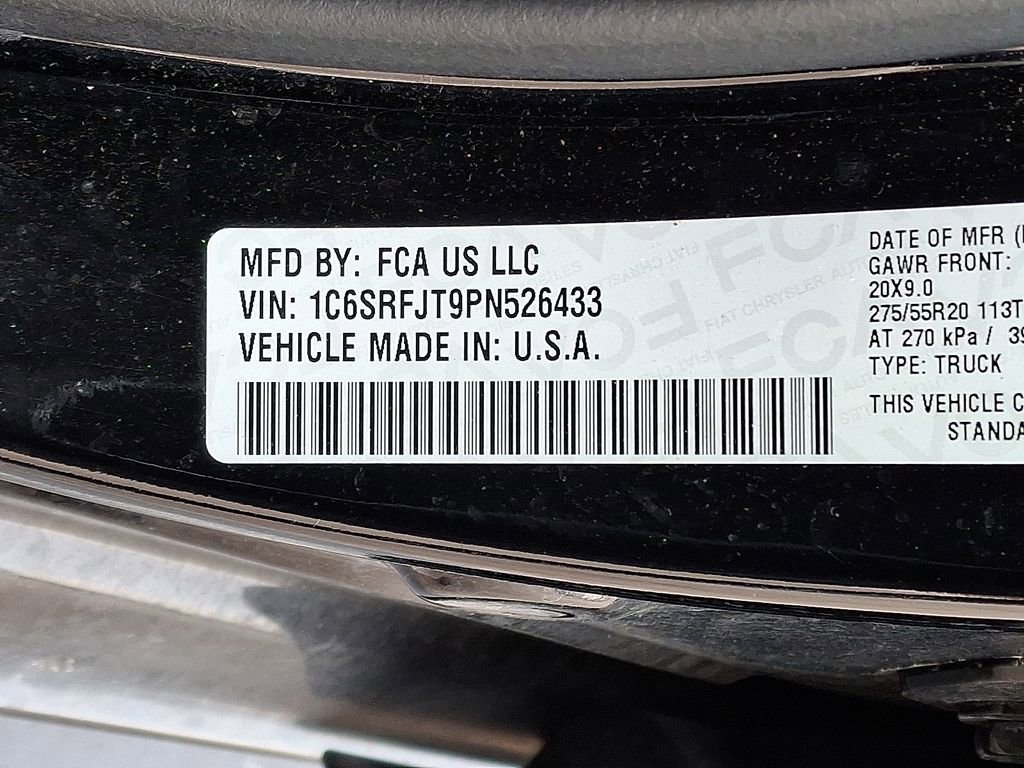 MFD BY: FCA US LLC
VIN: 1C6SRFJT9PN526433
VEHICLE MADE IN: U.S.A.
DATE OF MFR (
GAWR FRONT:
20X9.0
275/55R20 113T
AT 270 kPa / 39
TYPE: TRUCK
THIS VEHICLE C
STANDA